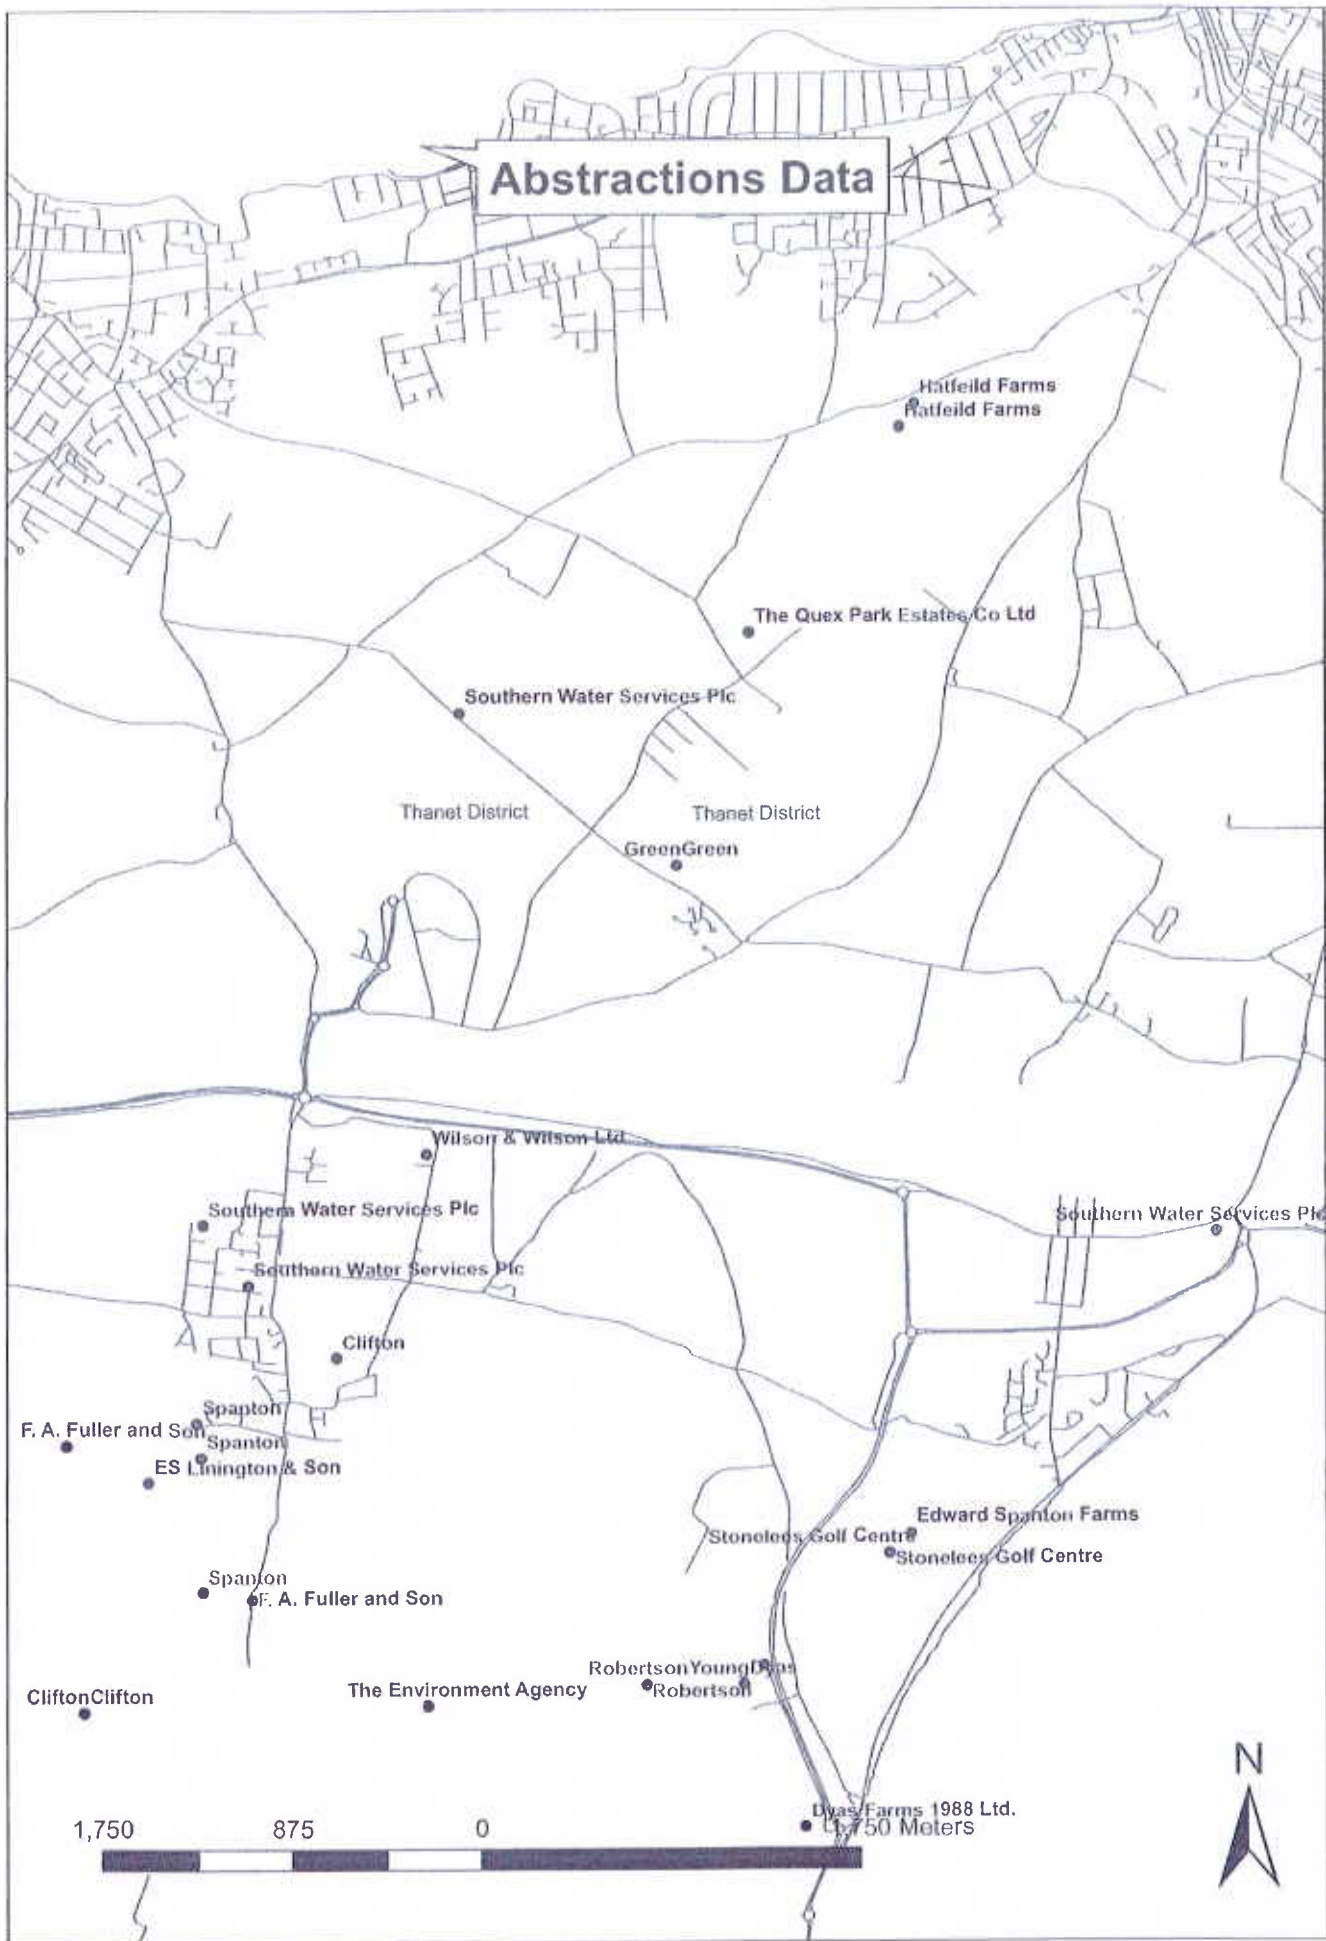 Abstractions Data
Hatfeild Farms
Hatfeild Farms
The Quex Park Estates Co Ltd
Southern Water Services Plc
Thanet District
Thanet District
GreenGreen
Wilson & Wilson Ltd
Southern Water Services Plc
Southern Water Services Plc
Southern Water Services Plc
Clifton
Spanton
F. A. Fuller and Son
Spanton
ES Linington & Son
Edward Spanton Farms
Stonelees Golf Centre
Stonelees Golf Centre
Spanton
F. A. Fuller and Son
RobertsonYoungDyas
Robertson
The Environment Agency
CliftonClifton
N
Dyas Farms 1988 Ltd.
1,750 875 0 1,750 Meters